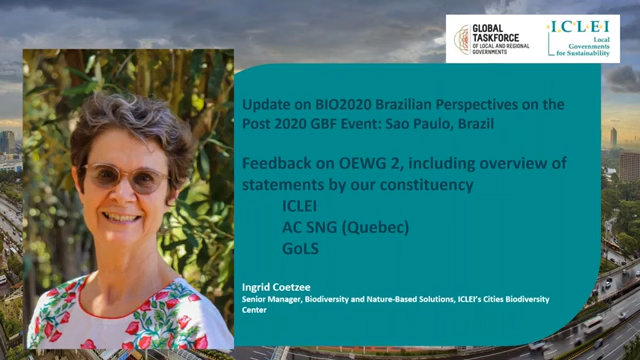 GLOBAL
TASKFORCE
OF LOCAL AND REGIONAL
GOVERNMENTS
I.C.L.E.I
Local
Governments
for Sustainability
Update on BIO2020 Brazilian Perspectives on the
Post 2020 GBF Event: Sao Paulo, Brazil
Feedback on OEWG 2, including overview of
statements by our constituency
ICLEI
AC SNG (Quebec)
GoLS
Ingrid Coetzee
Senior Manager, Biodiversity and Nature-Based Solutions, ICLEI's Cities Biodiversity
Center